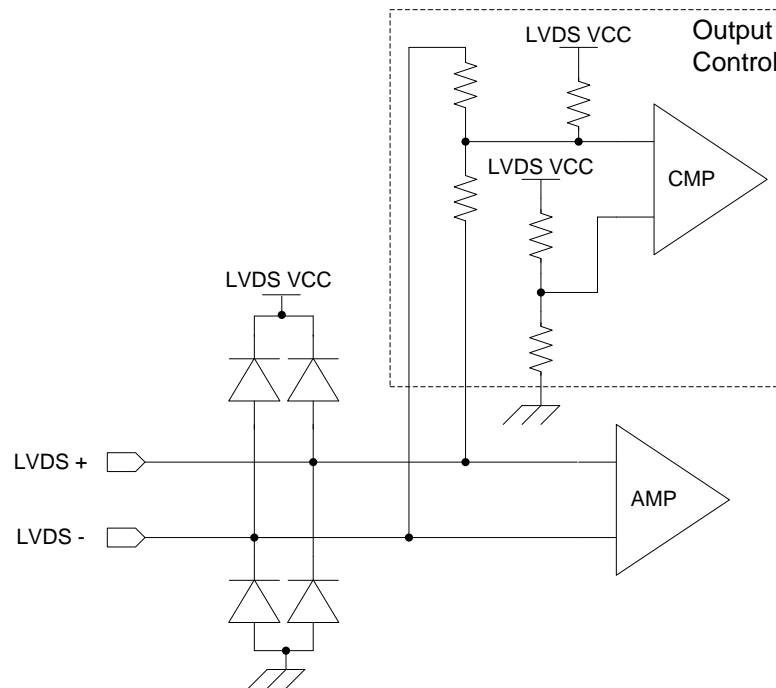 LVDS VCC
Output
Control
LVDS VCC
CMP
LVDS VCC
LVDS +
AMP
LVDS -